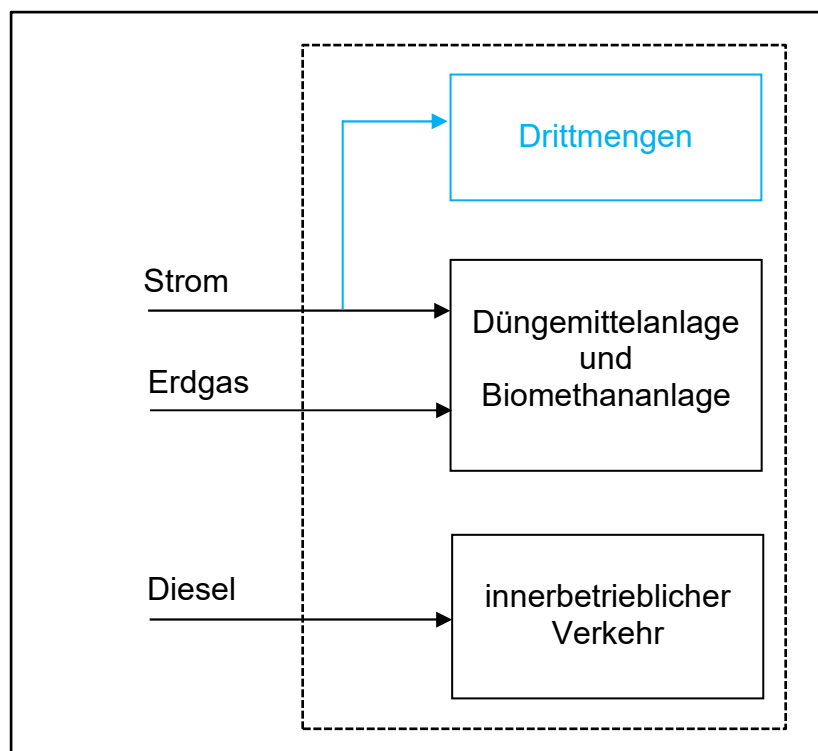 Drittmengen
Strom
Düngemittelanlage
und
Biomethananlage
Erdgas
Diesel
innerbetrieblicher
Verkehr